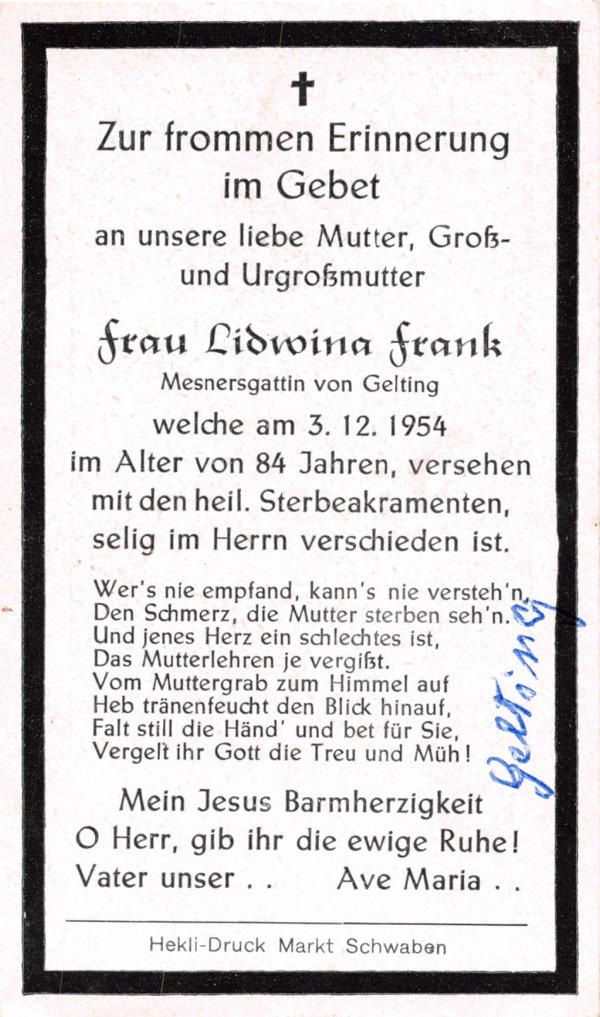 Zur frommen Erinnerung
im Gebet
an unsere liebe Mutter, Groß-
und Urgroßmutter
Frau Lidwina Frank
Mesnersgattin von Gelting
welche am 3. 12. 1954
im Alter von 84 Jahren, versehen
mit den heil. Sterbeakramenten,
selig im Herrn verschieden ist.
Wer's nie empfand, kann's nie versteh'n,
Den Schmerz, die Mutter sterben seh'n.
Und jenes Herz ein schlechtes ist,
Das Mutterlehren je vergißt.
Vom Muttergrab zum Himmel auf
Heb tränenfeucht den Blick hinauf,
Falt still die Händ' und bet für Sie,
Vergelt ihr Gott die Treu und Müh!
Gelting
Mein Jesus Barmherzigkeit
O Herr, gib ihr die ewige Ruhe!
Vater unser . . Ave Maria . .
Hekli-Druck Markt Schwaben